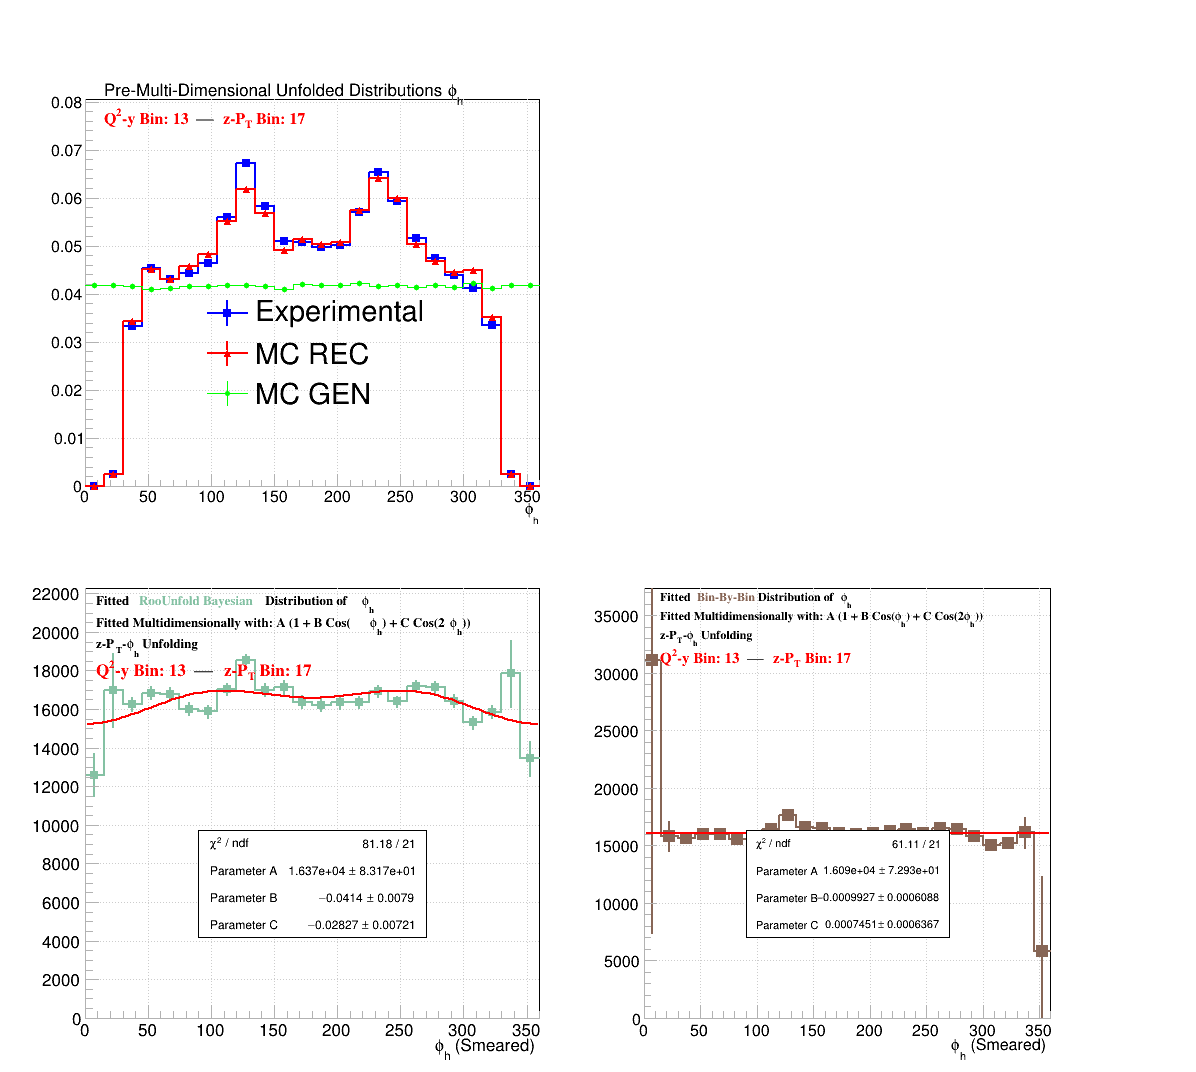 Pre-Multi-Dimensional Unfolded Distributions ϕh
Q2-y Bin: 13 — z-PT Bin: 17
0.08
0.07
0.06
0.05
0.04
0.03
0.02
0.01
0
Experimental
MC REC
MC GEN
0 50 100 150 200 250 300 350
ϕh
Fitted RooUnfold Bayesian Distribution of ϕh
Fitted Multidimensionally with: A (1 + B Cos(ϕh) + C Cos(2 ϕh))
z-PT-ϕh Unfolding
Q2-y Bin: 13 — z-PT Bin: 17
22000
20000
18000
16000
14000
12000
10000
8000
6000
4000
2000
0
χ2 / ndf 81.18 / 21
Parameter A 1.637e+04 ± 8.317e+01
Parameter B −0.0414 ± 0.0079
Parameter C −0.02827 ± 0.00721
0 50 100 150 200 250 300 350
ϕh (Smeared)
Fitted Bin-By-Bin Distribution of ϕh
Fitted Multidimensionally with: A (1 + B Cos(ϕh) + C Cos(2ϕh))
z-PT-ϕh Unfolding
Q2-y Bin: 13 — z-PT Bin: 17
35000
30000
25000
20000
15000
10000
5000
0
χ2 / ndf 61.11 / 21
Parameter A 1.609e+04 ± 7.293e+01
Parameter B −0.0009927 ± 0.0006088
Parameter C 0.0007451 ± 0.0006367
0 50 100 150 200 250 300 350
ϕh (Smeared)